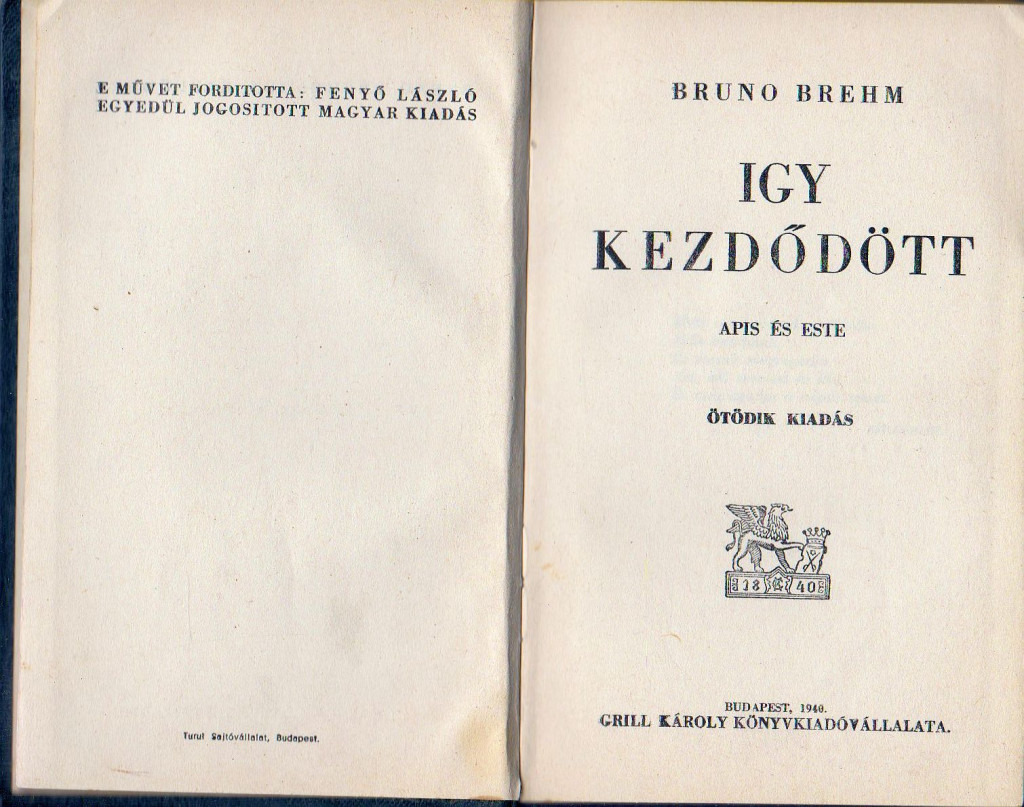 E MŰVET FORDITOTTA: FENYŐ LÁSZLÓ
EGYEDÜL JOGOSITOTT MAGYAR KIADÁS
Turul Sajtóvállalat, Budapest.
BRUNO BREHM
IGY
KEZDŐDÖTT
APIS ÉS ESTE
ÖTÖDIK KIADÁS
18 40
BUDAPEST, 1940.
GRILL KÁROLY KÖNYVKIADÓVÁLLALATA.